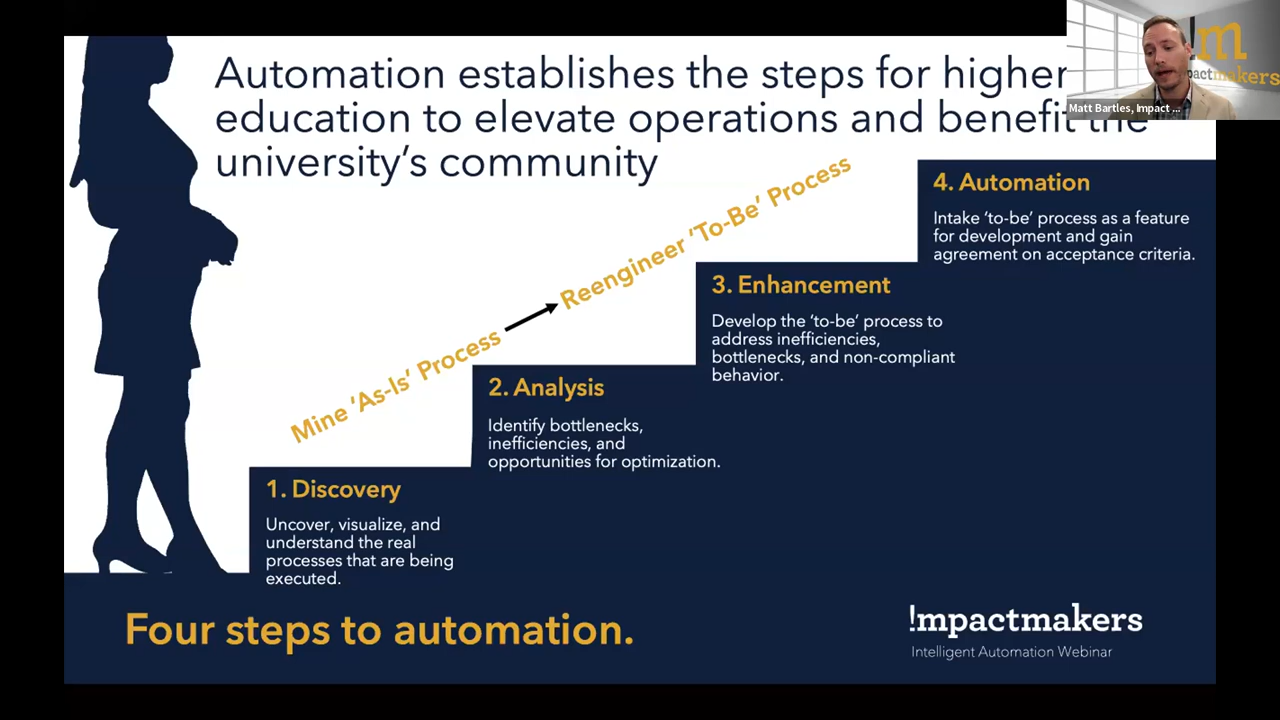 Automation establishes the steps for higher
education to elevate operations and benefit the
university's community
!m
pactmakers
Matt Bartles, Impact ...
Mine 'As-Is' Process
Reengineer 'To-Be' Process
4. Automation
Intake 'to-be' process as a feature
for development and gain
agreement on acceptance criteria.
3. Enhancement
Develop the 'to-be' process to
address inefficiencies,
bottlenecks, and non-compliant
behavior.
2. Analysis
Identify bottlenecks,
inefficiencies, and
opportunities for optimization.
1. Discovery
Uncover, visualize, and
understand the real
processes that are being
executed.
Four steps to automation.
!mpactmakers
Intelligent Automation Webinar